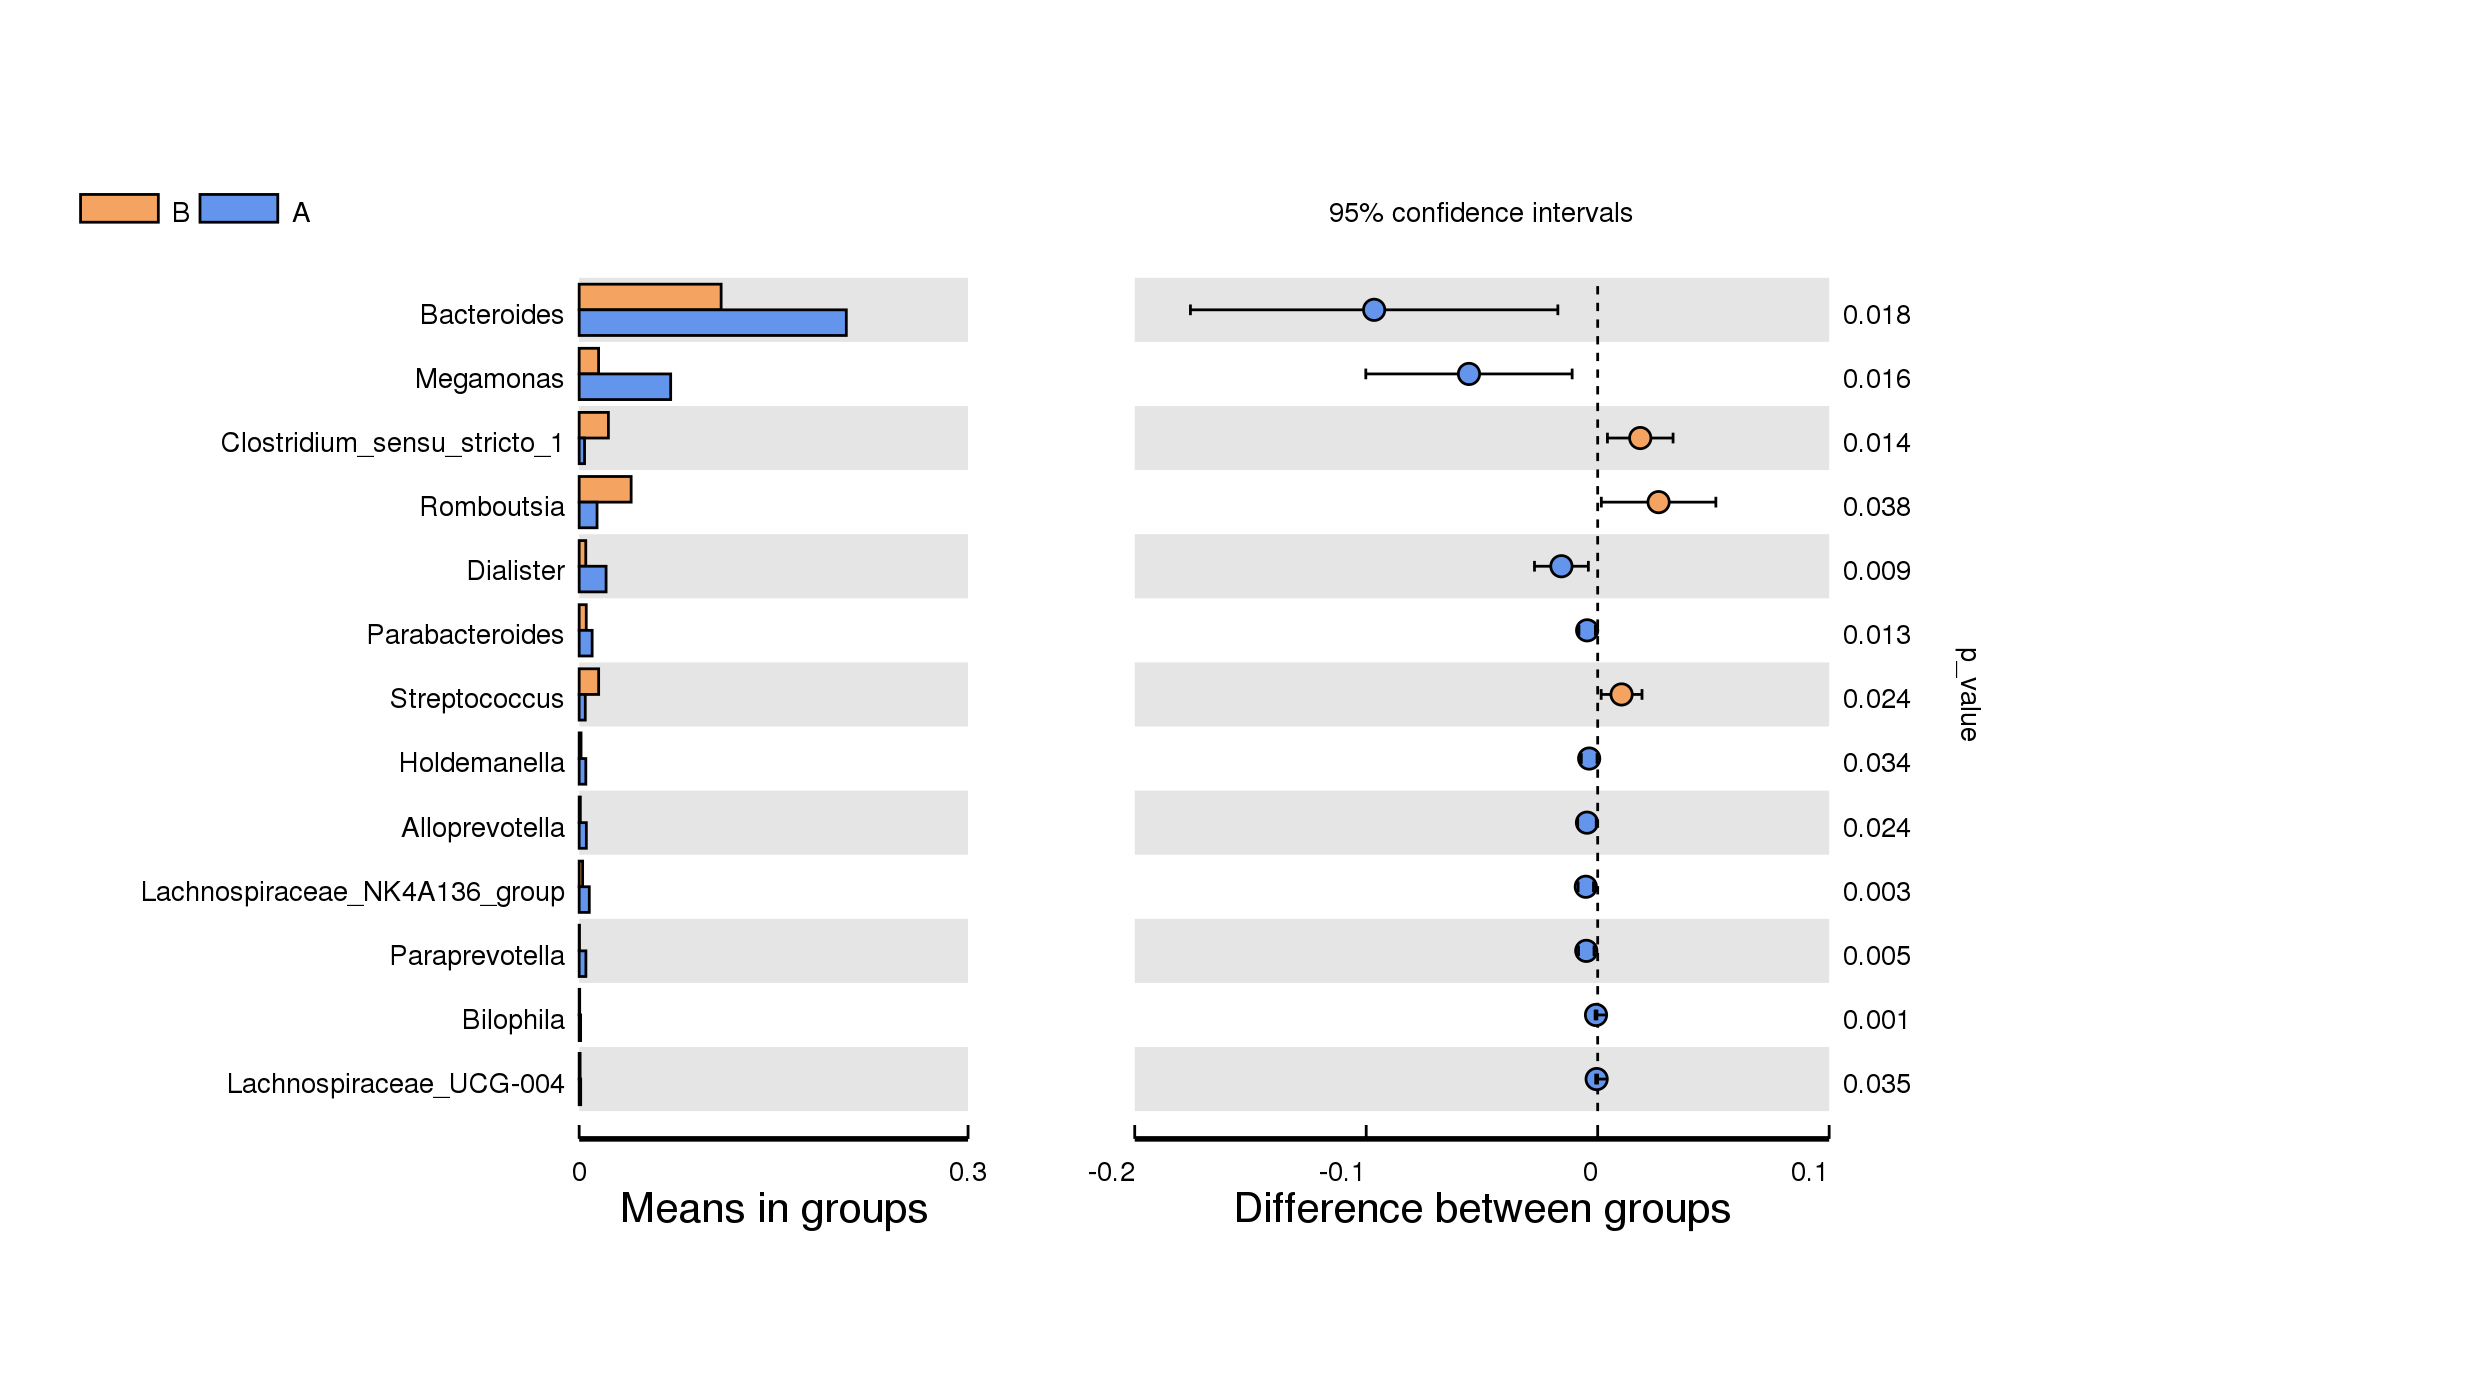 B A
95% confidence intervals
Bacteroides 0.018
Megamonas 0.016
Clostridium_sensu_stricto_1 0.014
Romboutsia 0.038
Dialister 0.009
Parabacteroides 0.013
Streptococcus 0.024
Holdemanella 0.034
Alloprevotella 0.024
Lachnospiraceae_NK4A136_group 0.003
Paraprevotella 0.005
Bilophila 0.001
Lachnospiraceae_UCG-004 0.035
p_value
0 0.3 -0.2 -0.1 0 0.1
Means in groups Difference between groups